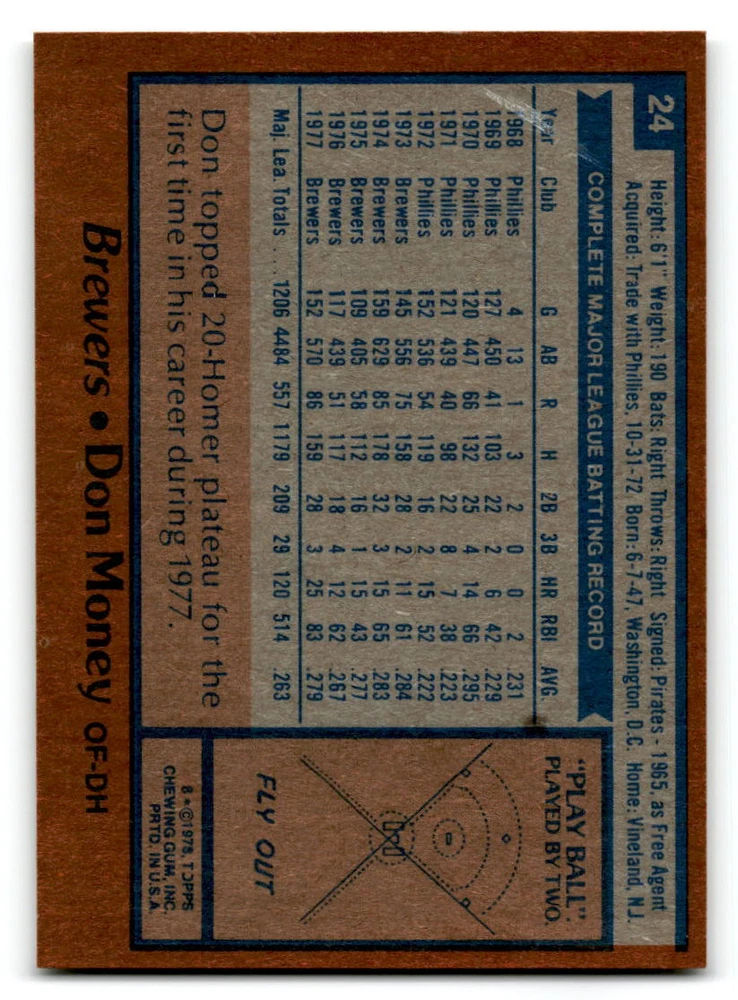 24
Height: 6'1" Weight: 190 Bats: Right Throws: Right Signed: Pirates - 1965, as Free Agent
Acquired: Trade with Phillies, 10-31-72 Born: 6-7-47, Washington, D.C. Home: Vineland, N.J.
COMPLETE MAJOR LEAGUE BATTING RECORD
Year Club G AB R H 2B 3B HR RBI AVG.
1968 Phillies 4 13 1 3 2 0 0 2 .231
1969 Phillies 127 450 41 103 22 2 6 42 .229
1970 Phillies 120 447 66 132 25 4 14 66 .295
1971 Phillies 121 439 40 98 22 8 7 38 .223
1972 Phillies 152 536 54 119 16 2 15 52 .222
1973 Brewers 145 556 75 158 28 2 11 61 .284
1974 Brewers 159 629 85 178 32 3 15 65 .283
1975 Brewers 109 405 58 112 16 1 15 43 .277
1976 Brewers 117 439 51 117 18 4 12 62 .267
1977 Brewers 152 570 86 159 28 3 25 83 .279
Maj. Lea. Totals ... 1206 4484 557 1179 209 29 120 514 .263
Don topped 20-Homer plateau for the
first time in his career during 1977.
"PLAY BALL"
PLAYED BY TWO.
FLY OUT
8*©1978, TOPPS
CHEWING GUM, INC.
PRTD. IN U.S.A.
Brewers • Don Money OF-DH